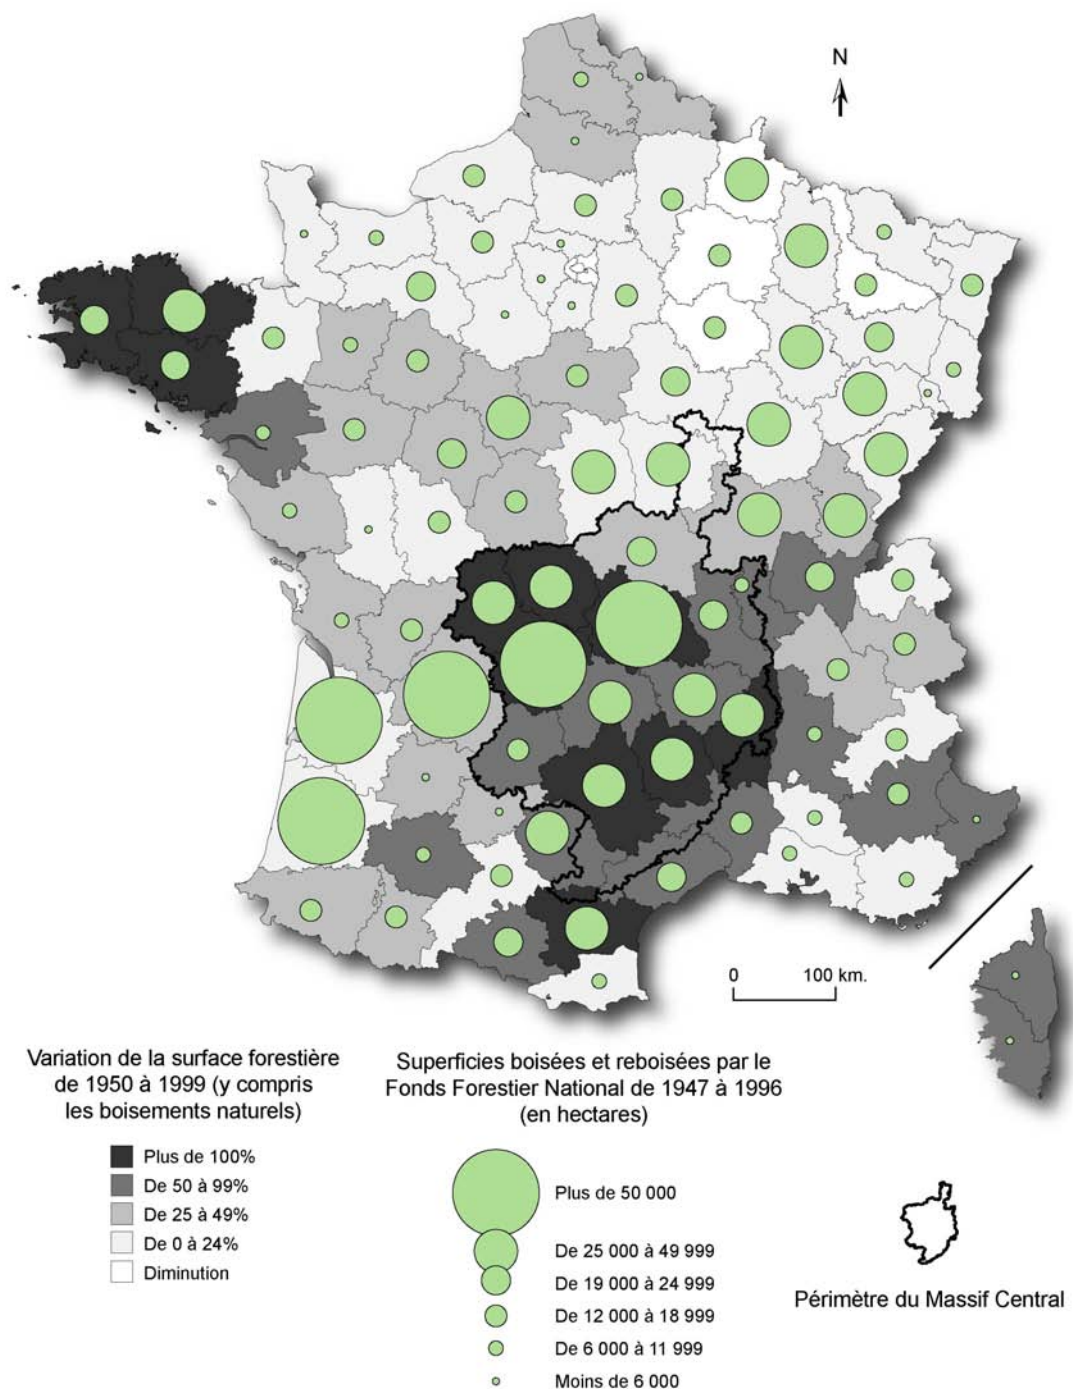 N
0 100 km.
Variation de la surface forestière
de 1950 à 1999 (y compris
les boisements naturels)
Plus de 100%
De 50 à 99%
De 25 à 49%
De 0 à 24%
Diminution
Superficies boisées et reboisées par le
Fonds Forestier National de 1947 à 1996
(en hectares)
Plus de 50 000
De 25 000 à 49 999
De 19 000 à 24 999
De 12 000 à 18 999
De 6 000 à 11 999
Moins de 6 000
Périmètre du Massif Central